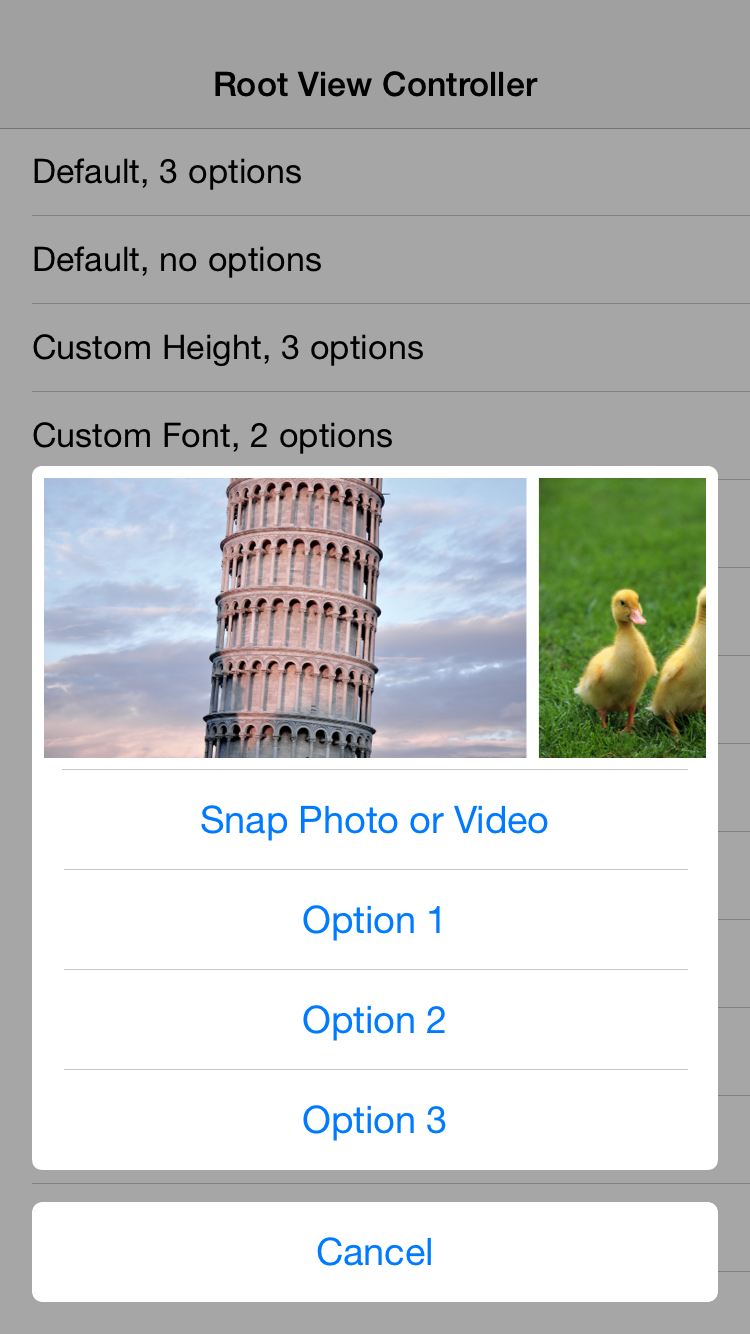 Root View Controller
Default, 3 options
Default, no options
Custom Height, 3 options
Custom Font, 2 options
Snap Photo or Video
Option 1
Option 2
Option 3
Cancel